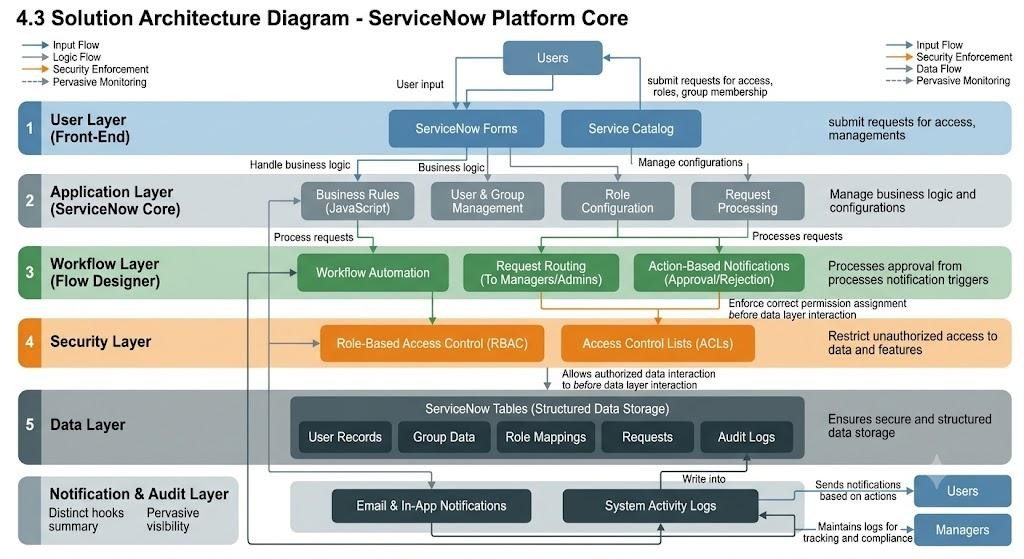 4.3 Solution Architecture Diagram - ServiceNow Platform Core
Input Flow
Logic Flow
Security Enforcement
Pervasive Monitoring
Users
User input
submit requests for access,
roles, group membership
Input Flow
Security Enforcement
Data Flow
Pervasive Monitoring
1
User Layer
(Front-End)
ServiceNow Forms
Service Catalog
submit requests for access,
managements
Handle business logic
Business logic
Manage configurations
2
Application Layer
(ServiceNow Core)
Business Rules
(JavaScript)
User & Group
Management
Role
Configuration
Request
Processing
Manage business logic and
configurations
Process requests
Processes requests
3
Workflow Layer
(Flow Designer)
Workflow Automation
Request Routing
(To Managers/Admins)
Action-Based Notifications
(Approval/Rejection)
Processes approval from
processes notification triggers
Enforce correct permission assignment
before data layer interaction
4
Security Layer
Role-Based Access Control (RBAC)
Access Control Lists (ACLs)
Restrict unauthorized access to
data and features
Allows authorized data interaction
to before data layer interaction
5
Data Layer
ServiceNow Tables (Structured Data Storage)
User Records
Group Data
Role Mappings
Requests
Audit Logs
Ensures secure and structured
data storage
Write into
Notification & Audit Layer
Distinct hooks
summary
Pervasive
visibility
Email & In-App Notifications
System Activity Logs
Sends notifications
based on actions
Users
Maintains logs for
tracking and compliance
Managers